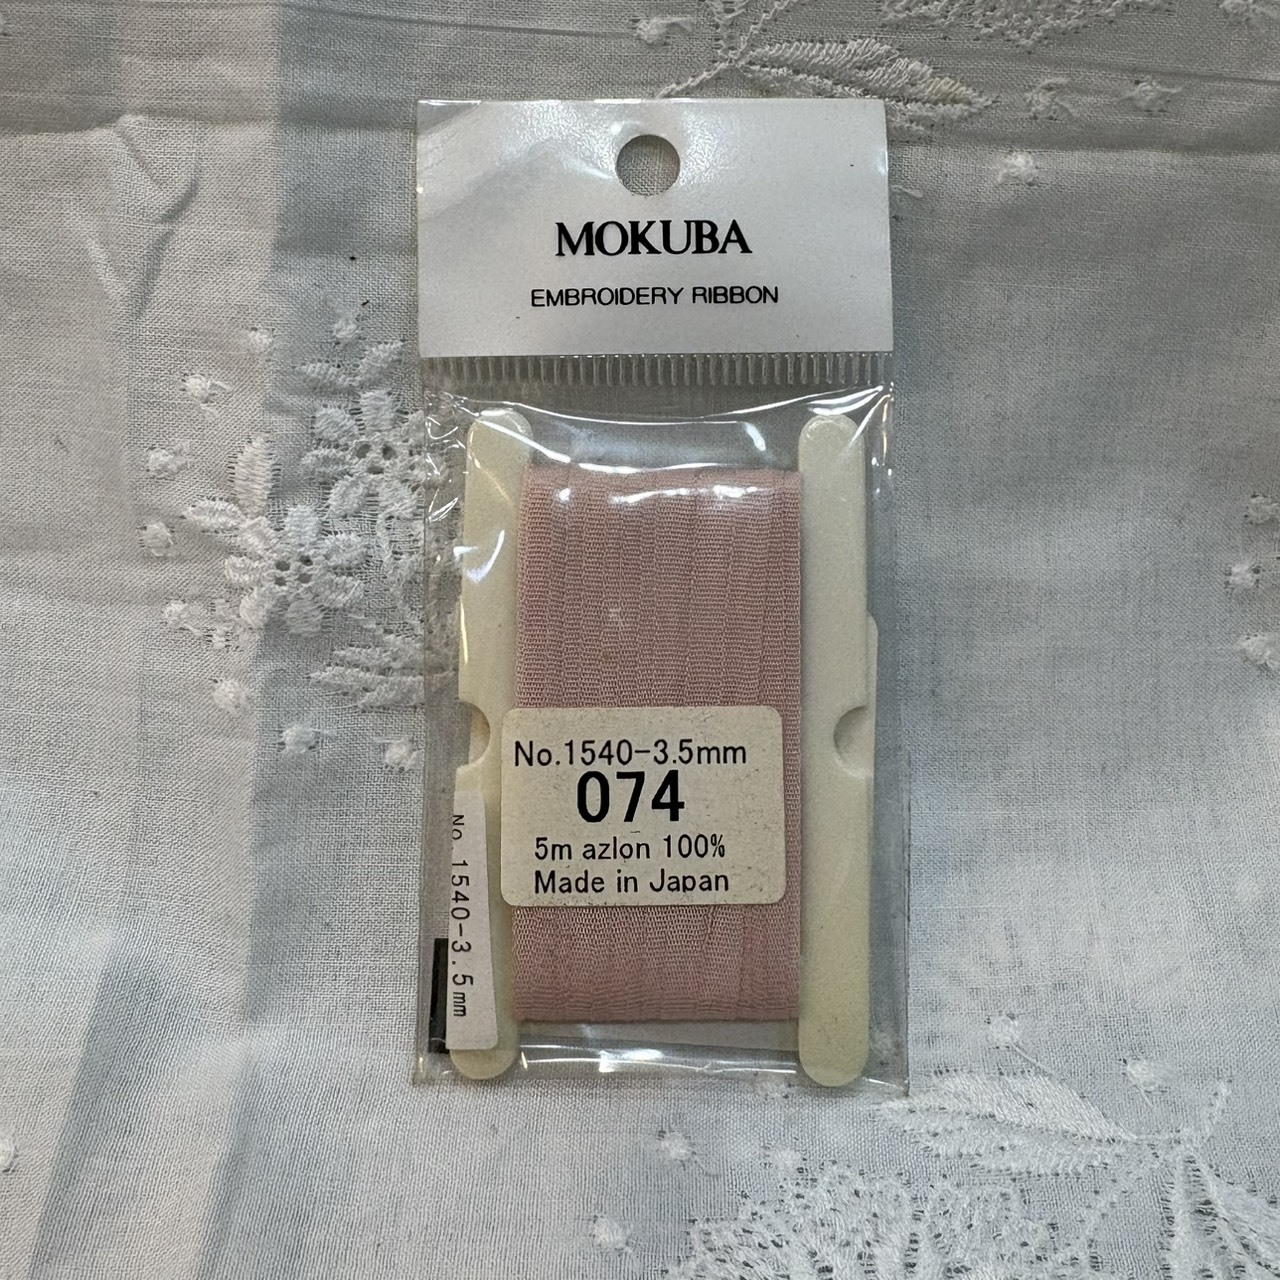 MOKUBA
EMBROIDERY RIBBON
No.1540-3.5mm
074
5m azlon 100%
Made in Japan
No. 1540-3.5mm